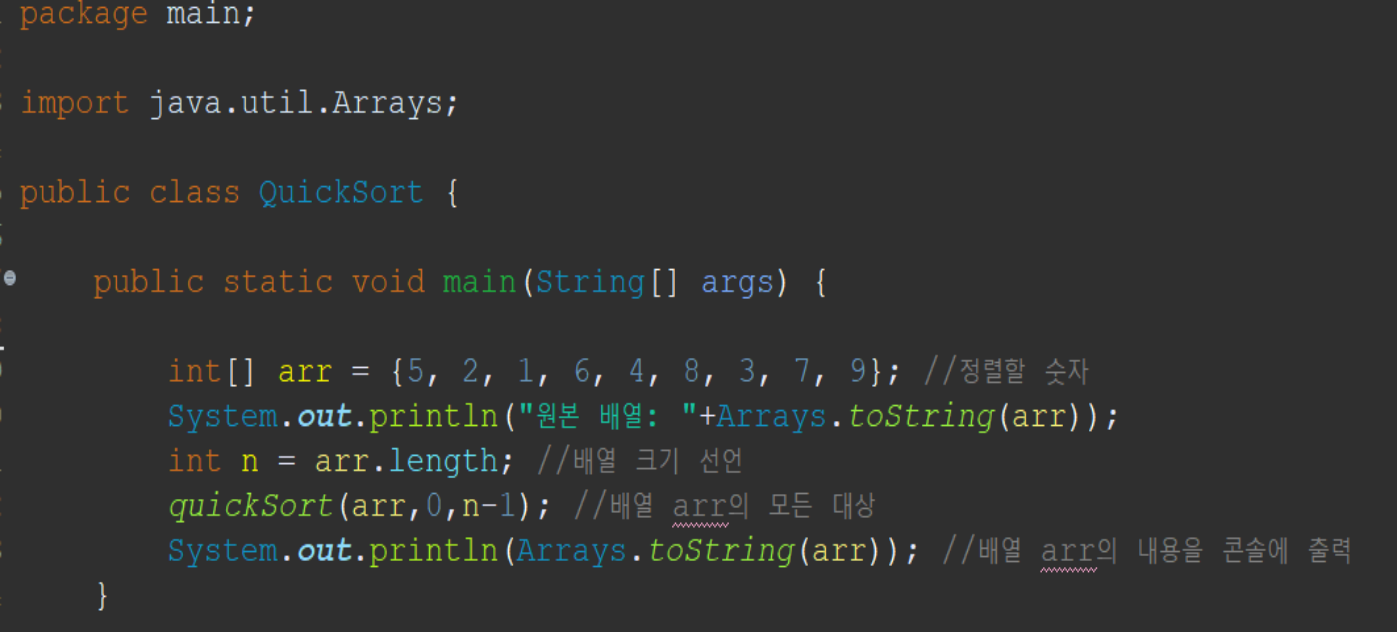 package main;
import java.util.Arrays;
public class QuickSort {
public static void main(String[] args) {
int[] arr = {5, 2, 1, 6, 4, 8, 3, 7, 9}; //정렬할 숫자
System.out.println("원본 배열: "+Arrays.toString(arr));
int n = arr.length; //배열 크기 선언
quickSort(arr,0,n-1); //배열 arr의 모든 대상
System.out.println(Arrays.toString(arr)); //배열 arr의 내용을 콘솔에 출력
}